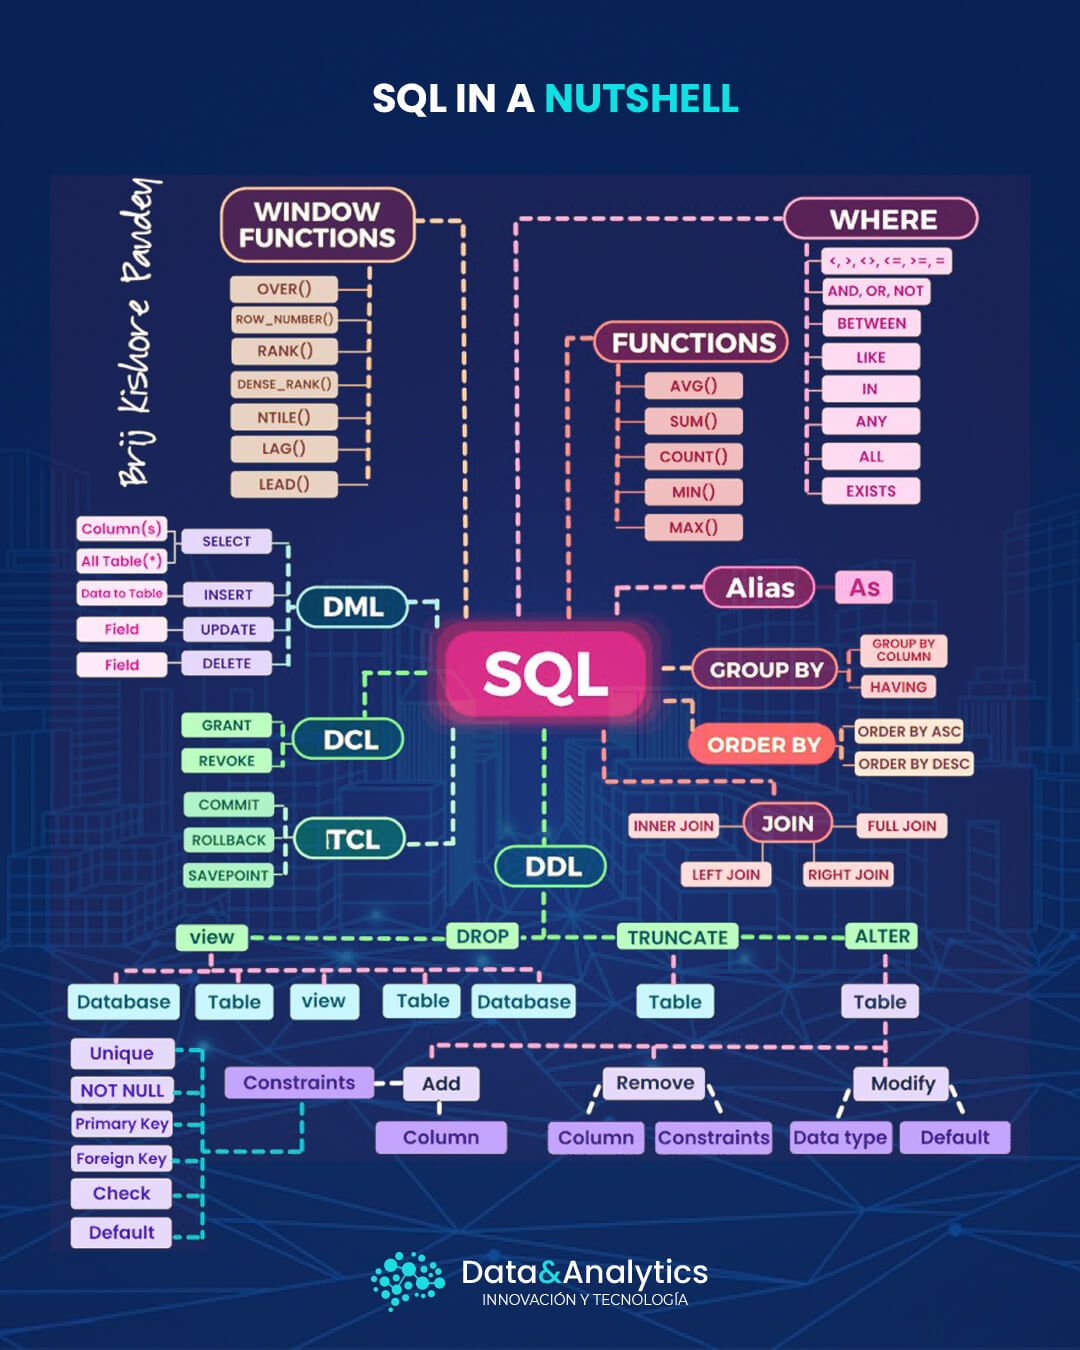 SQL IN A NUTSHELL
Brij Kishore Pandey
WINDOW
FUNCTIONS
OVER()
ROW_NUMBER()
RANK()
DENSE_RANK()
NTILE()
LAG()
LEAD()
WHERE
<, >, <>, <=, >=, =
AND, OR, NOT
BETWEEN
LIKE
IN
ANY
ALL
EXISTS
FUNCTIONS
AVG()
SUM()
COUNT()
MIN()
MAX()
Column(s)
All Table(*)
SELECT
Data to Table
INSERT
Field
UPDATE
Field
DELETE
DML
Alias
As
SQL
GROUP BY
GROUP BY
COLUMN
HAVING
GRANT
REVOKE
DCL
ORDER BY
ORDER BY ASC
ORDER BY DESC
COMMIT
ROLLBACK
SAVEPOINT
TCL
JOIN
INNER JOIN
FULL JOIN
LEFT JOIN
RIGHT JOIN
DDL
view
DROP
TRUNCATE
ALTER
Database
Table
view
Table
Database
Table
Table
Unique
NOT NULL
Primary Key
Foreign Key
Check
Default
Constraints
Add
Column
Remove
Column
Constraints
Modify
Data type
Default
Data&Analytics
INNOVACIÓN Y TECNOLOGÍA